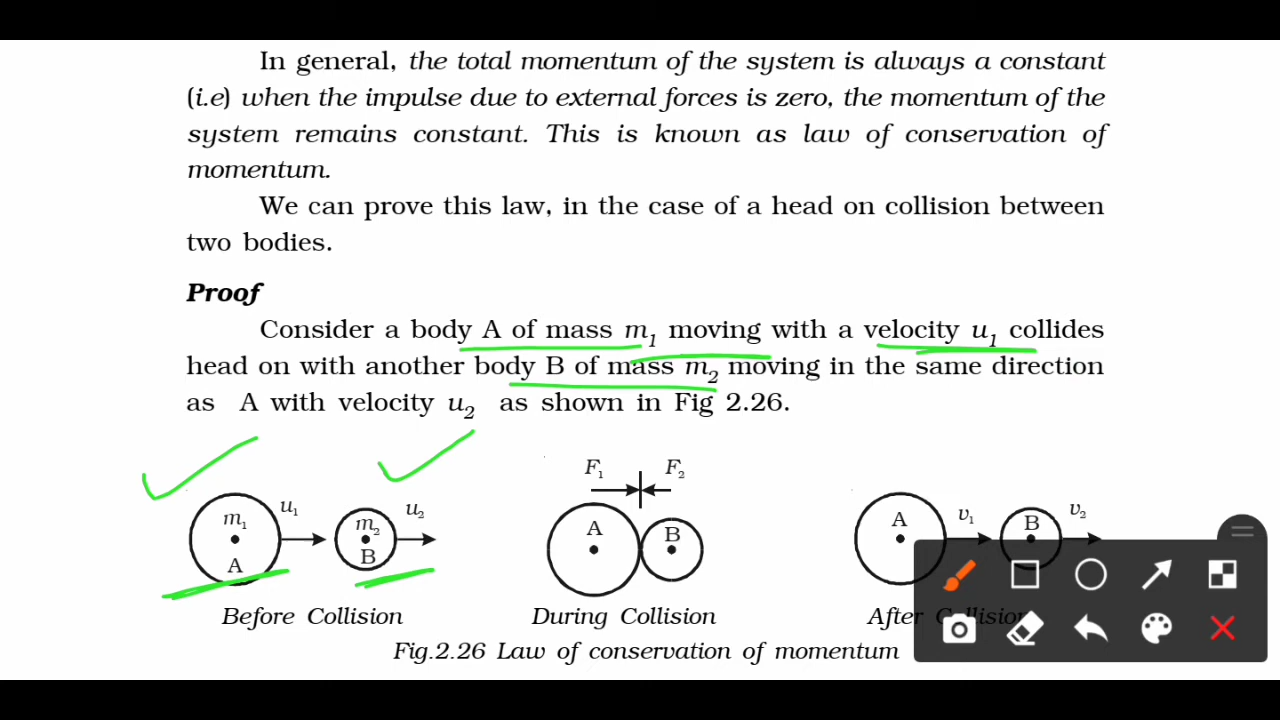 In general, the total momentum of the system is always a constant
(i.e) when the impulse due to external forces is zero, the momentum of the
system remains constant. This is known as law of conservation of
momentum.
We can prove this law, in the case of a head on collision between
two bodies.
Proof
Consider a body A of mass m1 moving with a velocity u1 collides
head on with another body B of mass m2 moving in the same direction
as A with velocity u2 as shown in Fig 2.26.
m1 A u1 m2 B u2
F1 F2
A B
A v1 B v2
Before Collision During Collision After Collision
Fig.2.26 Law of conservation of momentum